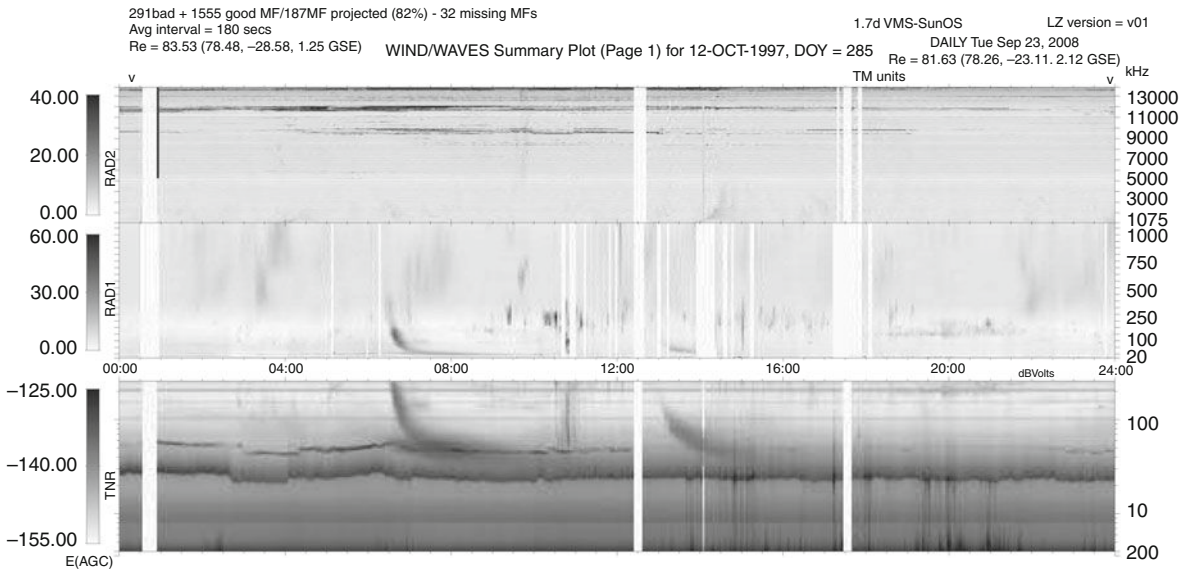 291bad + 1555 good MF/187MF projected (82%) - 32 missing MFs
Avg interval = 180 secs
Re = 83.53 (78.48, –28.58, 1.25 GSE)
WIND/WAVES Summary Plot (Page 1) for 12-OCT-1997, DOY = 285
1.7d VMS-SunOS
LZ version = v01
DAILY Tue Sep 23, 2008
Re = 81.63 (78.26, –23.11. 2.12 GSE)
v
TM units
v
kHz
40.00
20.00
0.00
RAD2
13000
11000
9000
7000
5000
3000
1075
60.00
30.00
0.00
RAD1
1000
750
500
250
100
20
00:00 04:00 08:00 12:00 16:00 20:00 24:00
dBVolts
–125.00
–140.00
–155.00
TNR
E(AGC)
100
10
200